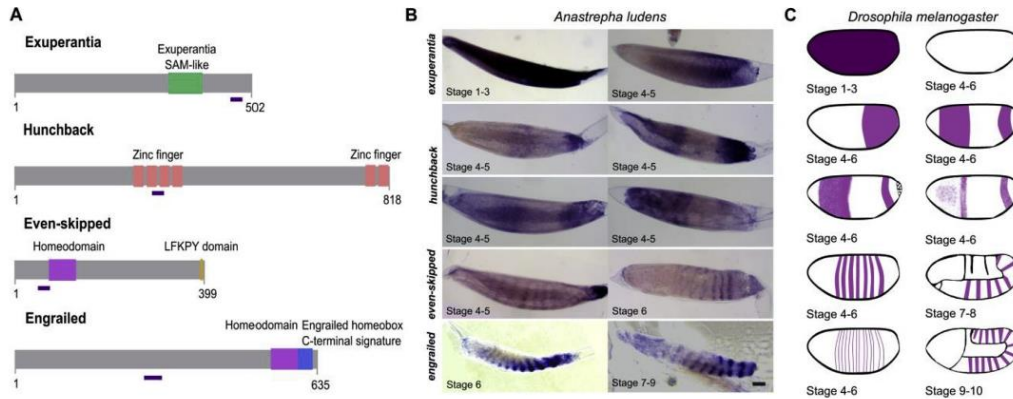 A
Exuperantia
Exuperantia
SAM-like
1
502
Hunchback
Zinc finger
Zinc finger
1
818
Even-skipped
Homeodomain
LFKPY domain
1
399
Engrailed
Homeodomain Engrailed homeobox
C-terminal signature
1
635
B
Anastrepha ludens
exuperantia
Stage 1-3
Stage 4-5
hunchback
Stage 4-5
Stage 4-5
Stage 4-5
Stage 4-5
even-skipped
Stage 4-5
Stage 6
engrailed
Stage 6
Stage 7-9
C
Drosophila melanogaster
Stage 1-3
Stage 4-6
Stage 4-6
Stage 4-6
Stage 4-6
Stage 4-6
Stage 4-6
Stage 7-8
Stage 4-6
Stage 9-10